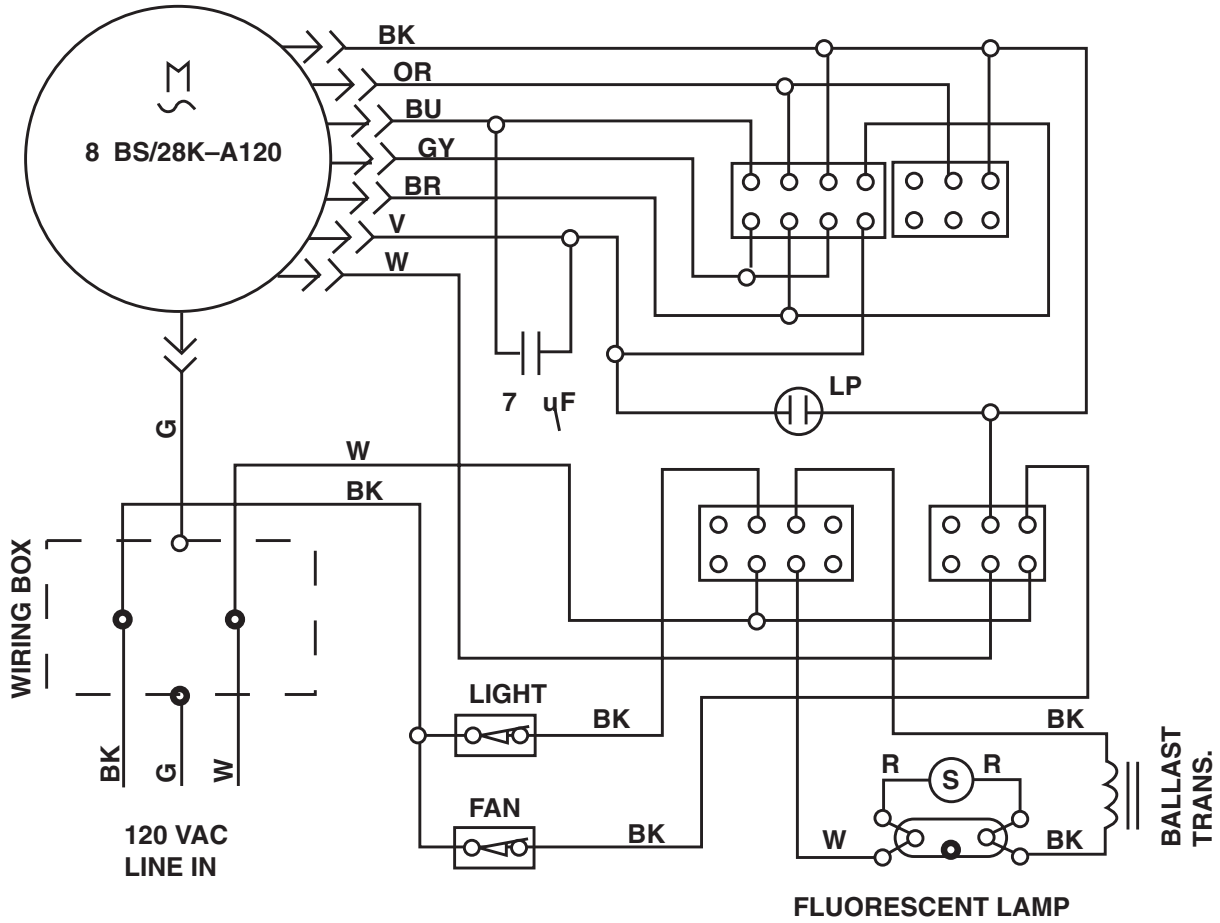 BK
OR
BU
GY
BR
V
W
M
8 BS/28K–A120
LP
7 uF
G
W
BK
WIRING BOX
LIGHT
BK
BK
G
W
120 VAC
LINE IN
FAN
BK
BK
R
S
R
W
BK
BALLAST
TRANS.
FLUORESCENT LAMP